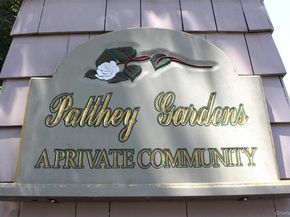 Patthey Gardens
A PRIVATE COMMUNITY